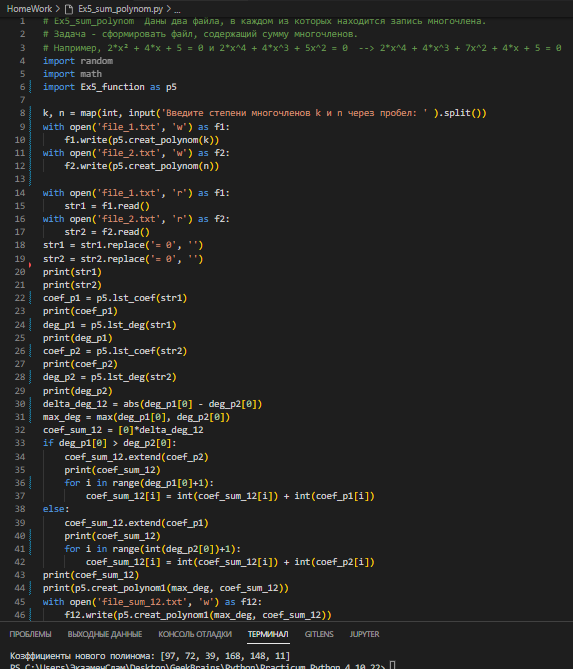 HomeWork > Ex5_sum_polynom.py > ...
1 # Ex5_sum_polynom Даны два файла, в каждом из которых находится запись многочлена.
2 # Задача - сформировать файл, содержащий сумму многочленов.
3 # Например, 2*x² + 4*x + 5 = 0 и 2*x^4 + 4*x^3 + 5x^2 = 0 --> 2*x^4 + 4*x^3 + 7x^2 + 4*x + 5 = 0
4 import random
5 import math
6 import Ex5_function as p5
7
8 k, n = map(int, input('Введите степени многочленов k и n через пробел: ' ).split())
9 with open('file_1.txt', 'w') as f1:
10 f1.write(p5.creat_polynom(k))
11 with open('file_2.txt', 'w') as f2:
12 f2.write(p5.creat_polynom(n))
13
14 with open('file_1.txt', 'r') as f1:
15 str1 = f1.read()
16 with open('file_2.txt', 'r') as f2:
17 str2 = f2.read()
18 str1 = str1.replace('= 0', '')
19 str2 = str2.replace('= 0', '')
20 print(str1)
21 print(str2)
22 coef_p1 = p5.lst_coef(str1)
23 print(coef_p1)
24 deg_p1 = p5.lst_deg(str1)
25 print(deg_p1)
26 coef_p2 = p5.lst_coef(str2)
27 print(coef_p2)
28 deg_p2 = p5.lst_deg(str2)
29 print(deg_p2)
30 delta_deg_12 = abs(deg_p1[0] - deg_p2[0])
31 max_deg = max(deg_p1[0], deg_p2[0])
32 coef_sum_12 = [0]*delta_deg_12
33 if deg_p1[0] > deg_p2[0]:
34 coef_sum_12.extend(coef_p2)
35 print(coef_sum_12)
36 for i in range(deg_p1[0]+1):
37 coef_sum_12[i] = int(coef_sum_12[i]) + int(coef_p1[i])
38 else:
39 coef_sum_12.extend(coef_p1)
40 print(coef_sum_12)
41 for i in range(int(deg_p2[0])+1):
42 coef_sum_12[i] = int(coef_sum_12[i]) + int(coef_p2[i])
43 print(coef_sum_12)
44 print(p5.creat_polynom1(max_deg, coef_sum_12))
45 with open('file_sum_12.txt', 'w') as f12:
46 f12.write(p5.creat_polynom1(max_deg, coef_sum_12))
ПРОБЛЕМЫ ВЫХОДНЫЕ ДАННЫЕ КОНСОЛЬ ОТЛАДКИ ТЕРМИНАЛ GITLENS JUPYTER
Коэффициенты нового полинома: [97, 72, 39, 168, 148, 11]
PS C:\Users\ЭкзаменСдам\Desktop\GeekBrains\Python\Practicum_Python_4.10.22>